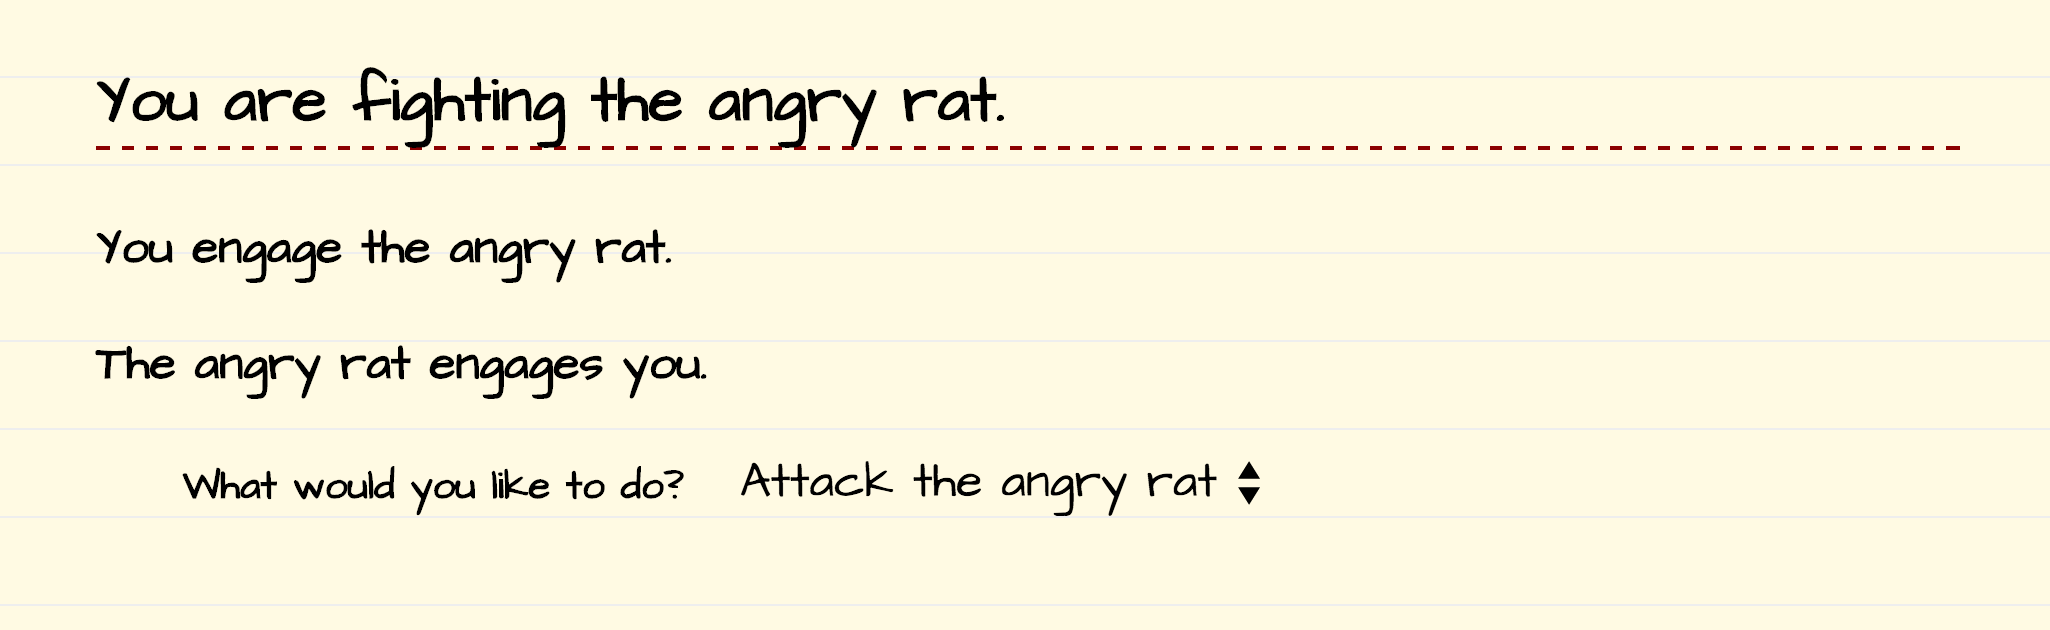 You are fighting the angry rat.
You engage the angry rat.
The angry rat engages you.
What would you like to do? Attack the angry rat